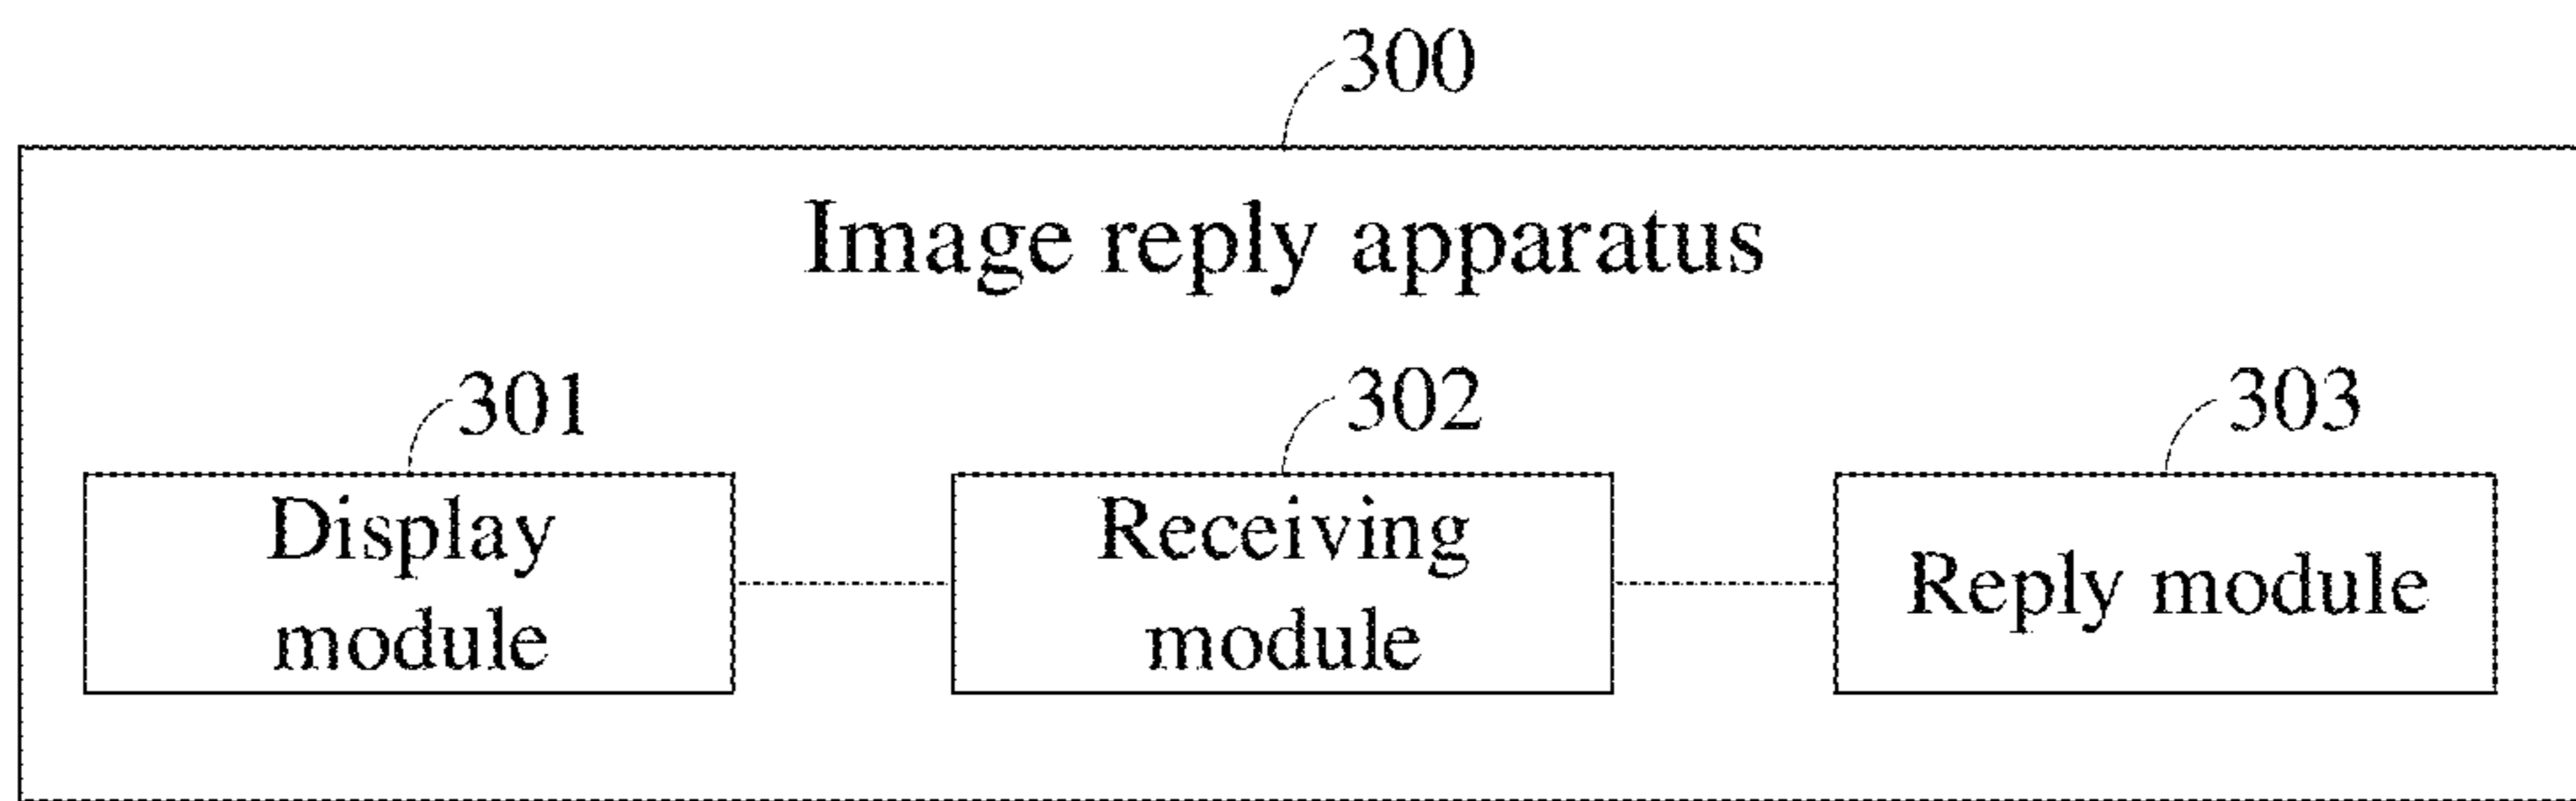 300
Image reply apparatus
301
302
303
Display
module
Receiving
module
Reply module